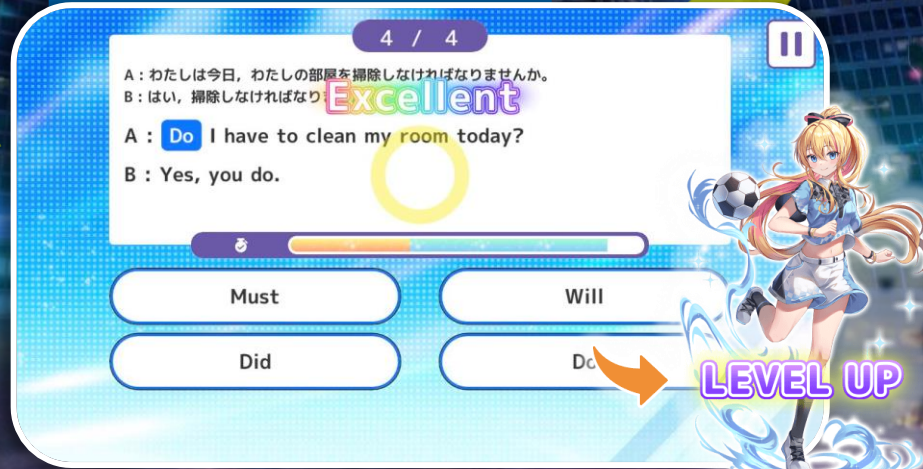 4 / 4
A：わたしは今日，わたしの部屋を掃除しなければなりませんか。
B：はい，掃除しなければなり
Excellent
A : Do I have to clean my room today?
B : Yes, you do.
Must
Will
Did
LEVEL UP